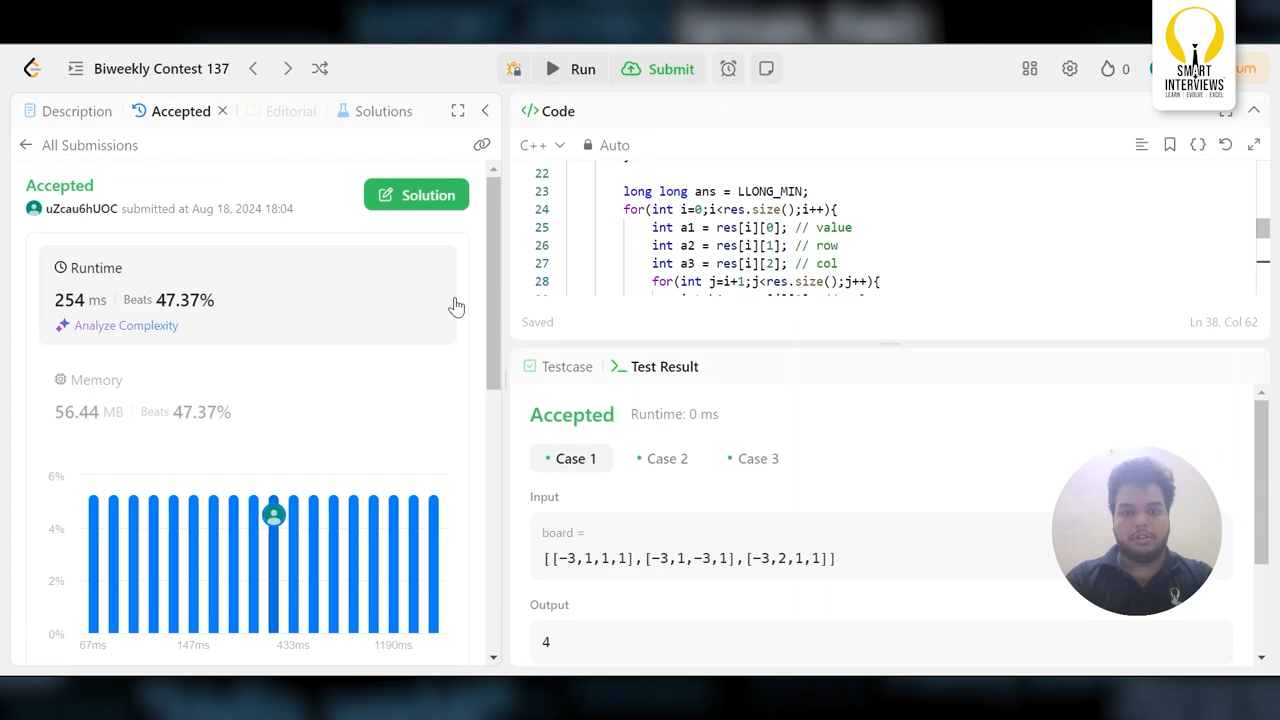 SMART
INTERVIEWS
LEARN | EVOLVE | EXCEL
Biweekly Contest 137
Run
Submit
0
um
Description
Accepted
Editorial
Solutions
All Submissions
Accepted
uZcau6hUOC submitted at Aug 18, 2024 18:04
Solution
Runtime
254 ms | Beats 47.37%
Analyze Complexity
Memory
56.44 MB | Beats 47.37%
6%
4%
2%
0%
67ms 147ms 433ms 1190ms
</> Code
C++ Auto
22
23 long long ans = LLONG_MIN;
24 for(int i=0;i<res.size();i++){
25 int a1 = res[i][0]; // value
26 int a2 = res[i][1]; // row
27 int a3 = res[i][2]; // col
28 for(int j=i+1;j<res.size();j++){
Saved
Ln 38, Col 62
Testcase
Test Result
Accepted Runtime: 0 ms
• Case 1 • Case 2 • Case 3
Input
board =
[[-3,1,1,1],[-3,1,-3,1],[-3,2,1,1]]
Output
4